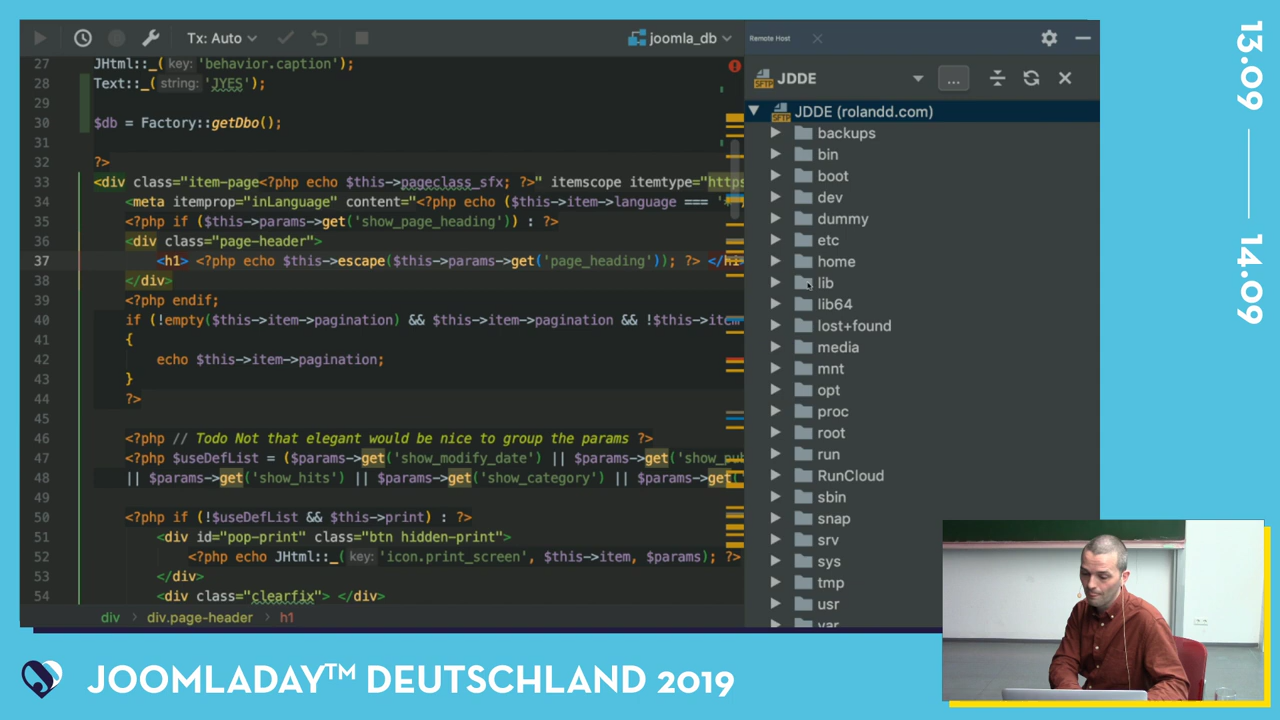 Tx: Auto
joomla_db
27 JHtml::_( key: 'behavior.caption');
28 Text::_( string: 'JYES');
29
30 $db = Factory::getDbo();
31
32 ?>
33 <div class="item-page<?php echo $this->pageclass_sfx; ?>" itemscope itemtype="https
34 <meta itemprop="inLanguage" content="<?php echo ($this->item->language === '*
35 <?php if ($this->params->get('show_page_heading')) : ?>
36 <div class="page-header">
37 <h1> <?php echo $this->escape($this->params->get('page_heading')); ?> </h1
38 </div>
39 <?php endif;
40 if (!empty($this->item->pagination) && $this->item->pagination && !$this->item
41 {
42 echo $this->item->pagination;
43 }
44 ?>
45
46 <?php // Todo Not that elegant would be nice to group the params ?>
47 <?php $useDefList = ($params->get('show_modify_date') || $params->get('show_pub
48 || $params->get('show_hits') || $params->get('show_category') || $params->get(
49
50 <?php if (!$useDefList && $this->print) : ?>
51 <div id="pop-print" class="btn hidden-print">
52 <?php echo JHtml::_( key: 'icon.print_screen', $this->item, $params); ?>
53 </div>
54 <div class="clearfix"> </div>
div › div.page-header › h1
Remote Host
SFTP JDDE
...
SFTP JDDE (rolandd.com)
backups
bin
boot
dev
dummy
etc
home
lib
lib64
lost+found
media
mnt
opt
proc
root
run
RunCloud
sbin
snap
srv
sys
tmp
usr
var
13.09
14.09
JOOMLADAY™ DEUTSCHLAND 2019